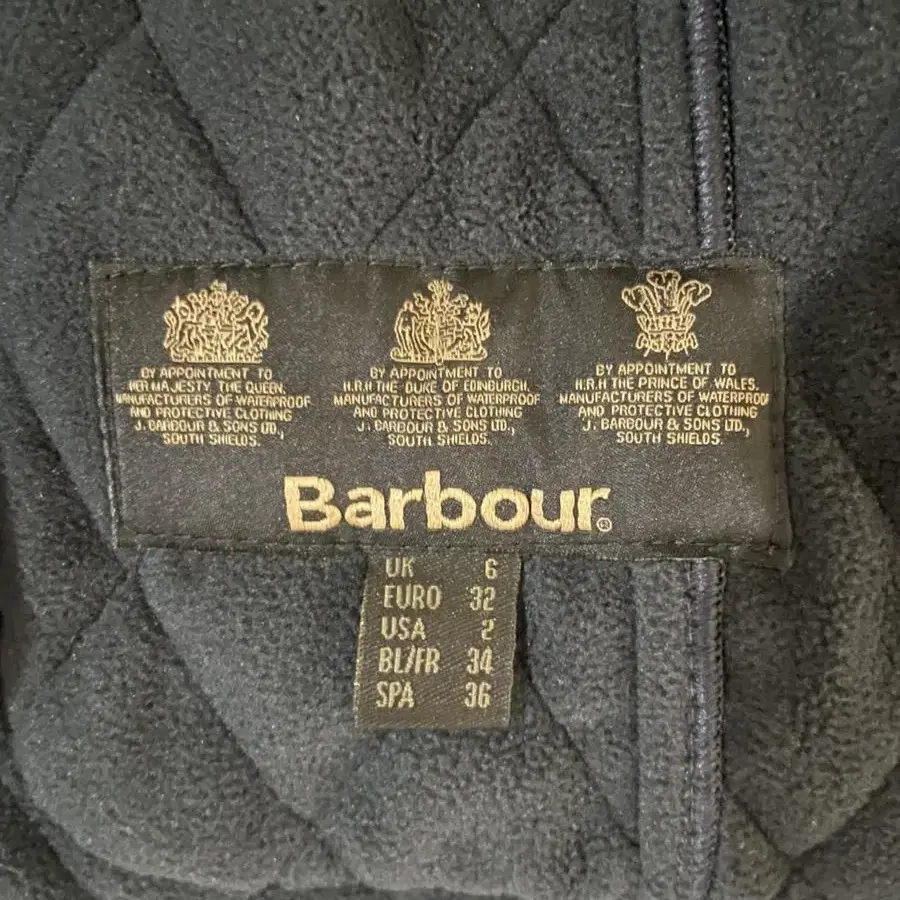 BY APPOINTMENT TO
HER MAJESTY THE QUEEN.
MANUFACTURERS OF WATERPROOF
AND PROTECTIVE CLOTHING
J. BARBOUR & SONS LTD.,
SOUTH SHIELDS.
BY APPOINTMENT TO
H.R.H THE DUKE OF EDINBURGH.
MANUFACTURERS OF WATERPROOF
AND PROTECTIVE CLOTHING
J. BARBOUR & SONS LTD.,
SOUTH SHIELDS.
BY APPOINTMENT TO
H.R.H THE PRINCE OF WALES.
MANUFACTURERS OF WATERPROOF
AND PROTECTIVE CLOTHING
J. BARBOUR & SONS LTD.,
SOUTH SHIELDS.
Barbour®
UK 6
EURO 32
USA 2
BL/FR 34
SPA 36